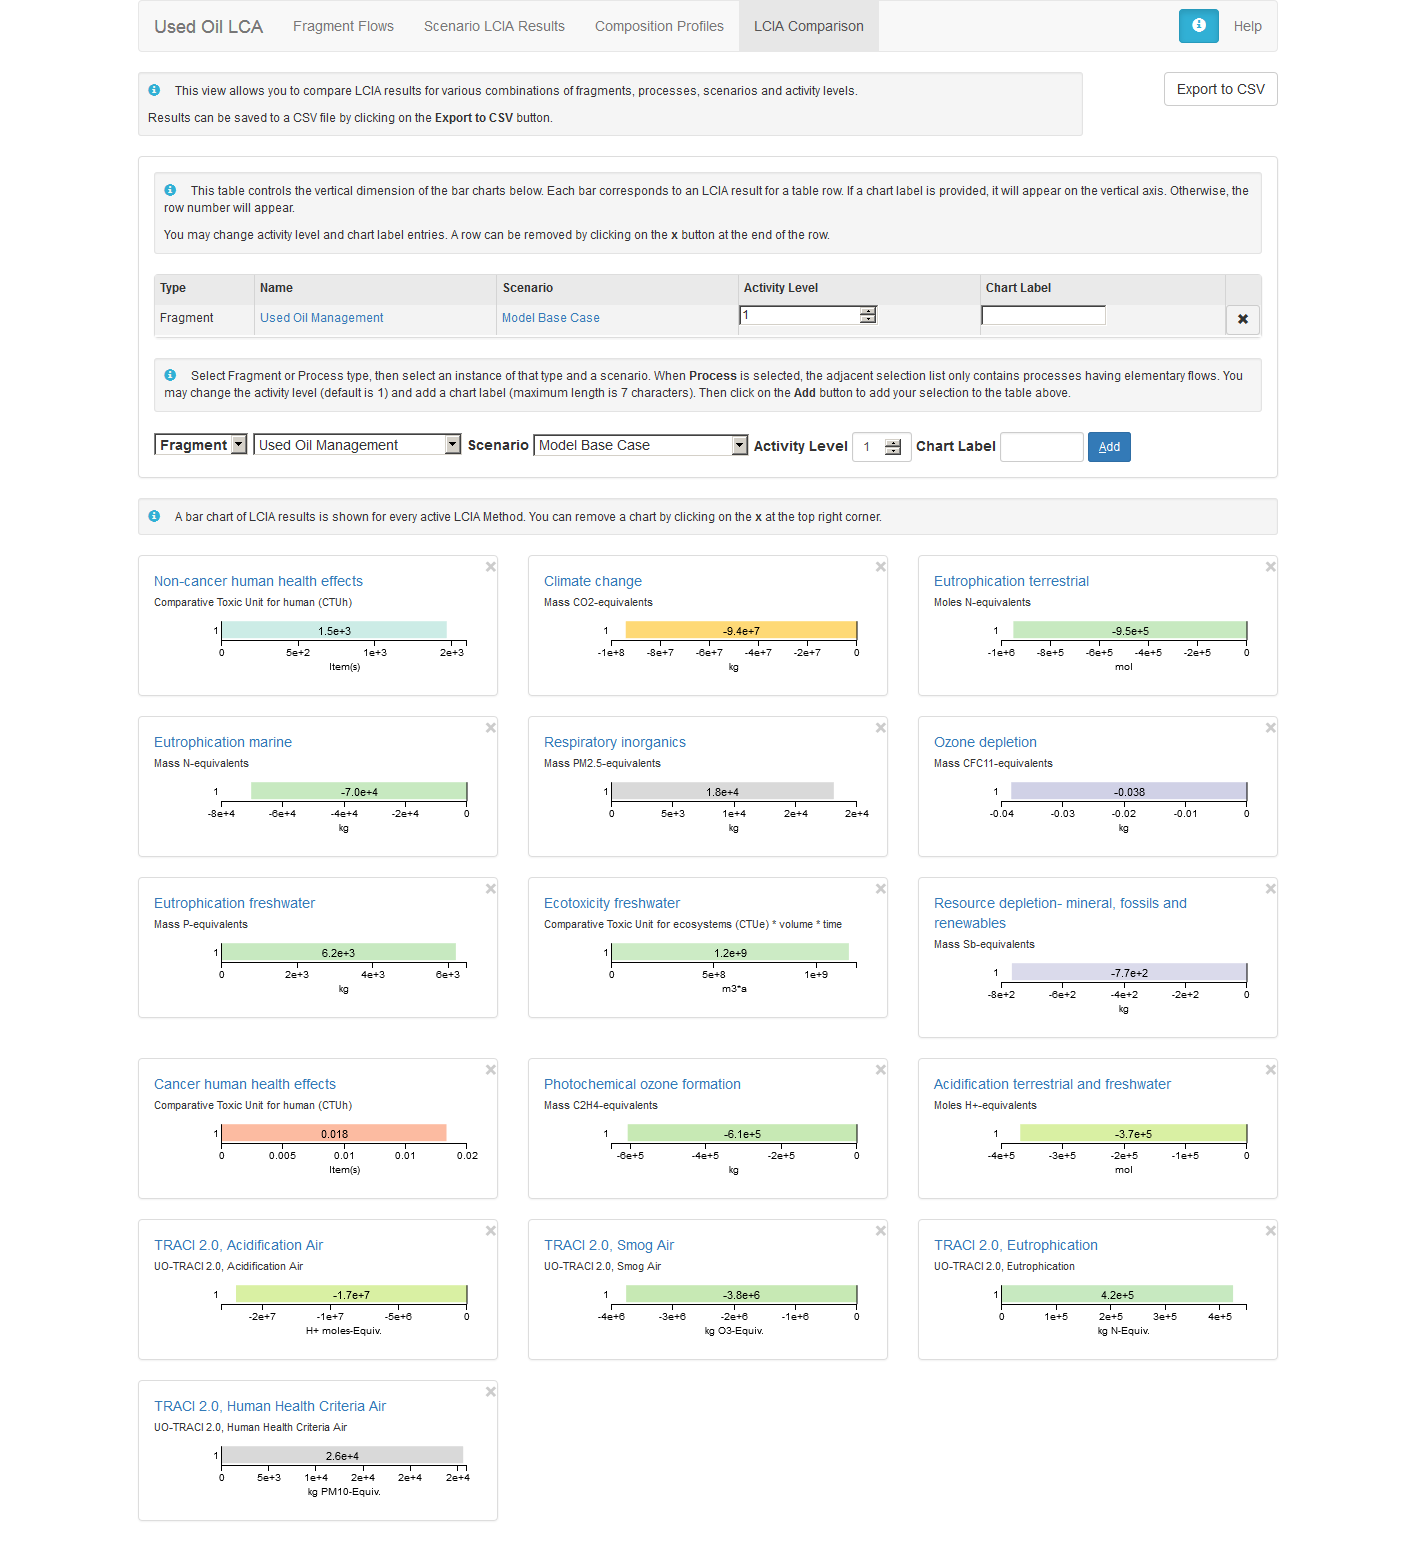 Used Oil LCA Fragment Flows Scenario LCIA Results Composition Profiles LCIA Comparison Help
This view allows you to compare LCIA results for various combinations of fragments, processes, scenarios and activity levels.
Export to CSV
Results can be saved to a CSV file by clicking on the Export to CSV button.
This table controls the vertical dimension of the bar charts below. Each bar corresponds to an LCIA result for a table row. If a chart label is provided, it will appear on the vertical axis. Otherwise, the
row number will appear.
You may change activity level and chart label entries. A row can be removed by clicking on the x button at the end of the row.
Type Name Scenario Activity Level Chart Label
Fragment Used Oil Management Model Base Case 1
Select Fragment or Process type, then select an instance of that type and a scenario. When Process is selected, the adjacent selection list only contains processes having elementary flows. You
may change the activity level (default is 1) and add a chart label (maximum length is 7 characters). Then click on the Add button to add your selection to the table above.
Fragment Used Oil Management Scenario Model Base Case Activity Level 1 Chart Label Add
A bar chart of LCIA results is shown for every active LCIA Method. You can remove a chart by clicking on the x at the top right corner.
Non-cancer human health effects
Comparative Toxic Unit for human (CTUh)
1 1.5e+3
0 5e+2 1e+3 2e+3
Item(s)
Climate change
Mass CO2-equivalents
1 -9.4e+7
-1e+8 -8e+7 -6e+7 -4e+7 -2e+7 0
kg
Eutrophication terrestrial
Moles N-equivalents
1 -9.5e+5
-1e+6 -8e+5 -6e+5 -4e+5 -2e+5 0
mol
Eutrophication marine
Mass N-equivalents
1 -7.0e+4
-8e+4 -6e+4 -4e+4 -2e+4 0
kg
Respiratory inorganics
Mass PM2.5-equivalents
1 1.8e+4
0 5e+3 1e+4 2e+4 2e+4
kg
Ozone depletion
Mass CFC11-equivalents
1 -0.038
-0.04 -0.03 -0.02 -0.01 0
kg
Eutrophication freshwater
Mass P-equivalents
1 6.2e+3
0 2e+3 4e+3 6e+3
kg
Ecotoxicity freshwater
Comparative Toxic Unit for ecosystems (CTUe) * volume * time
1 1.2e+9
0 5e+8 1e+9
m3*a
Resource depletion- mineral, fossils and
renewables
Mass Sb-equivalents
1 -7.7e+2
-8e+2 -6e+2 -4e+2 -2e+2 0
kg
Cancer human health effects
Comparative Toxic Unit for human (CTUh)
1 0.018
0 0.005 0.01 0.01 0.02
Item(s)
Photochemical ozone formation
Mass C2H4-equivalents
1 -6.1e+5
-6e+5 -4e+5 -2e+5 0
kg
Acidification terrestrial and freshwater
Moles H+-equivalents
1 -3.7e+5
-4e+5 -3e+5 -2e+5 -1e+5 0
mol
TRACI 2.0, Acidification Air
UO-TRACI 2.0, Acidification Air
1 -1.7e+7
-2e+7 -1e+7 -5e+6 0
H+ moles-Equiv.
TRACI 2.0, Smog Air
UO-TRACI 2.0, Smog Air
1 -3.8e+6
-4e+6 -3e+6 -2e+6 -1e+6 0
kg O3-Equiv.
TRACI 2.0, Eutrophication
UO-TRACI 2.0, Eutrophication
1 4.2e+5
0 1e+5 2e+5 3e+5 4e+5
kg N-Equiv.
TRACI 2.0, Human Health Criteria Air
UO-TRACI 2.0, Human Health Criteria Air
1 2.6e+4
0 5e+3 1e+4 2e+4 2e+4 2e+4
kg PM10-Equiv.